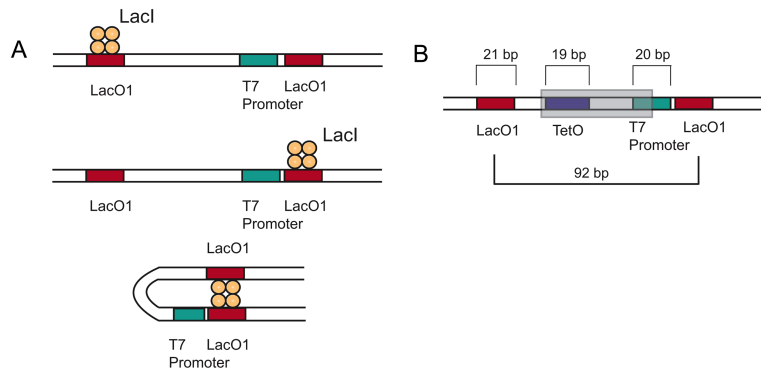 A
LacI
LacO1
T7
Promoter
LacO1
LacI
LacO1
T7
Promoter
LacO1
LacO1
T7
Promoter
LacO1
B
21 bp
19 bp
20 bp
LacO1
TetO
T7
Promoter
LacO1
92 bp